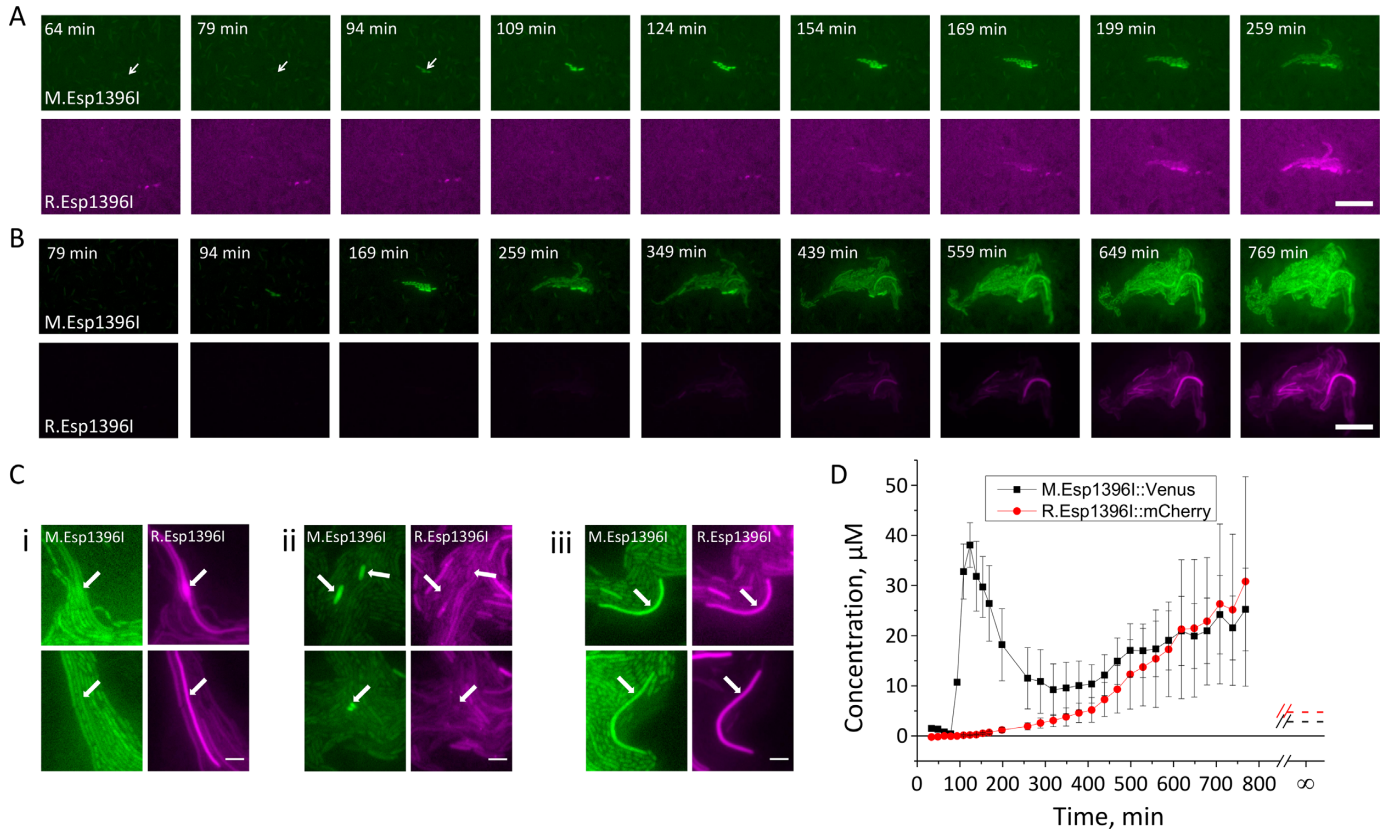 A
64 min 79 min 94 min 109 min 124 min 154 min 169 min 199 min 259 min
M.Esp1396I
R.Esp1396I
B
79 min 94 min 169 min 259 min 349 min 439 min 559 min 649 min 769 min
M.Esp1396I
R.Esp1396I
C
i
M.Esp1396I R.Esp1396I
ii
M.Esp1396I R.Esp1396I
iii
M.Esp1396I R.Esp1396I
D
M.Esp1396I::Venus
R.Esp1396I::mCherry
Concentration, µM
50
40
30
20
10
0
0 100 200 300 400 500 600 700 800 ∞
Time, min